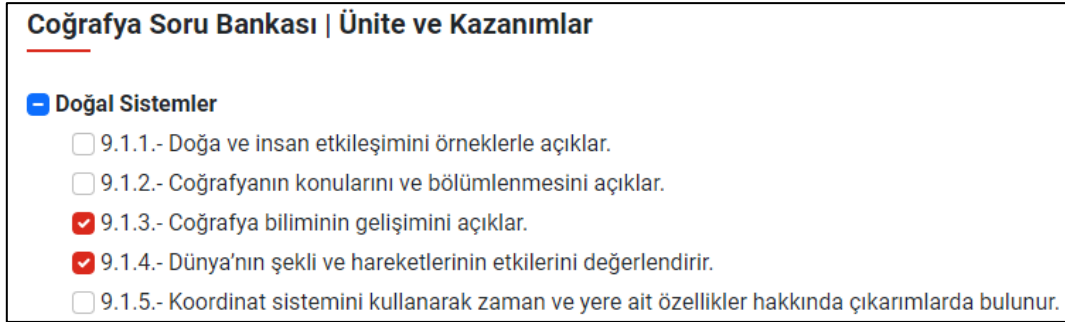 Coğrafya Soru Bankası | Ünite ve Kazanımlar
Doğal Sistemler
9.1.1.- Doğa ve insan etkileşimini örneklerle açıklar.
9.1.2.- Coğrafyanın konularını ve bölümlenmesini açıklar.
9.1.3.- Coğrafya biliminin gelişimini açıklar.
9.1.4.- Dünya’nın şekli ve hareketlerinin etkilerini değerlendirir.
9.1.5.- Koordinat sistemini kullanarak zaman ve yere ait özellikler hakkında çıkarımlarda bulunur.